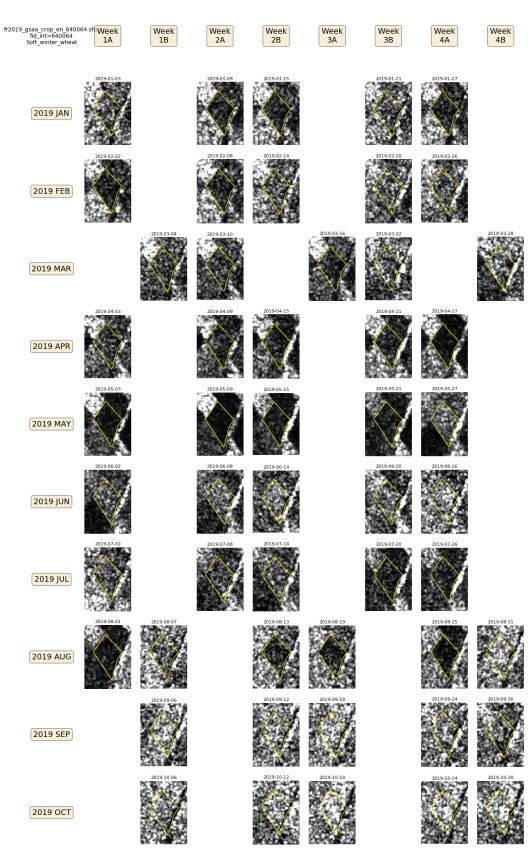 fr2019_gsaa_crop_en_640064.sh
fid_int=640064
Soft_winter_wheat
Week 1A
Week 1B
Week 2A
Week 2B
Week 3A
Week 3B
Week 4A
Week 4B
2019 JAN
2019-01-03
2019-01-09
2019-01-15
2019-01-21
2019-01-27
2019 FEB
2019-02-02
2019-02-08
2019-02-14
2019-02-20
2019-02-26
2019 MAR
2019-03-04
2019-03-10
2019-03-16
2019-03-22
2019-03-28
2019 APR
2019-04-03
2019-04-09
2019-04-15
2019-04-21
2019-04-27
2019 MAY
2019-05-03
2019-05-09
2019-05-15
2019-05-21
2019-05-27
2019 JUN
2019-06-02
2019-06-08
2019-06-14
2019-06-20
2019-06-26
2019 JUL
2019-07-02
2019-07-08
2019-07-14
2019-07-20
2019-07-26
2019 AUG
2019-08-01
2019-08-07
2019-08-13
2019-08-19
2019-08-25
2019-08-31
2019 SEP
2019-09-06
2019-09-12
2019-09-18
2019-09-24
2019-09-30
2019 OCT
2019-10-06
2019-10-12
2019-10-18
2019-10-24
2019-10-30